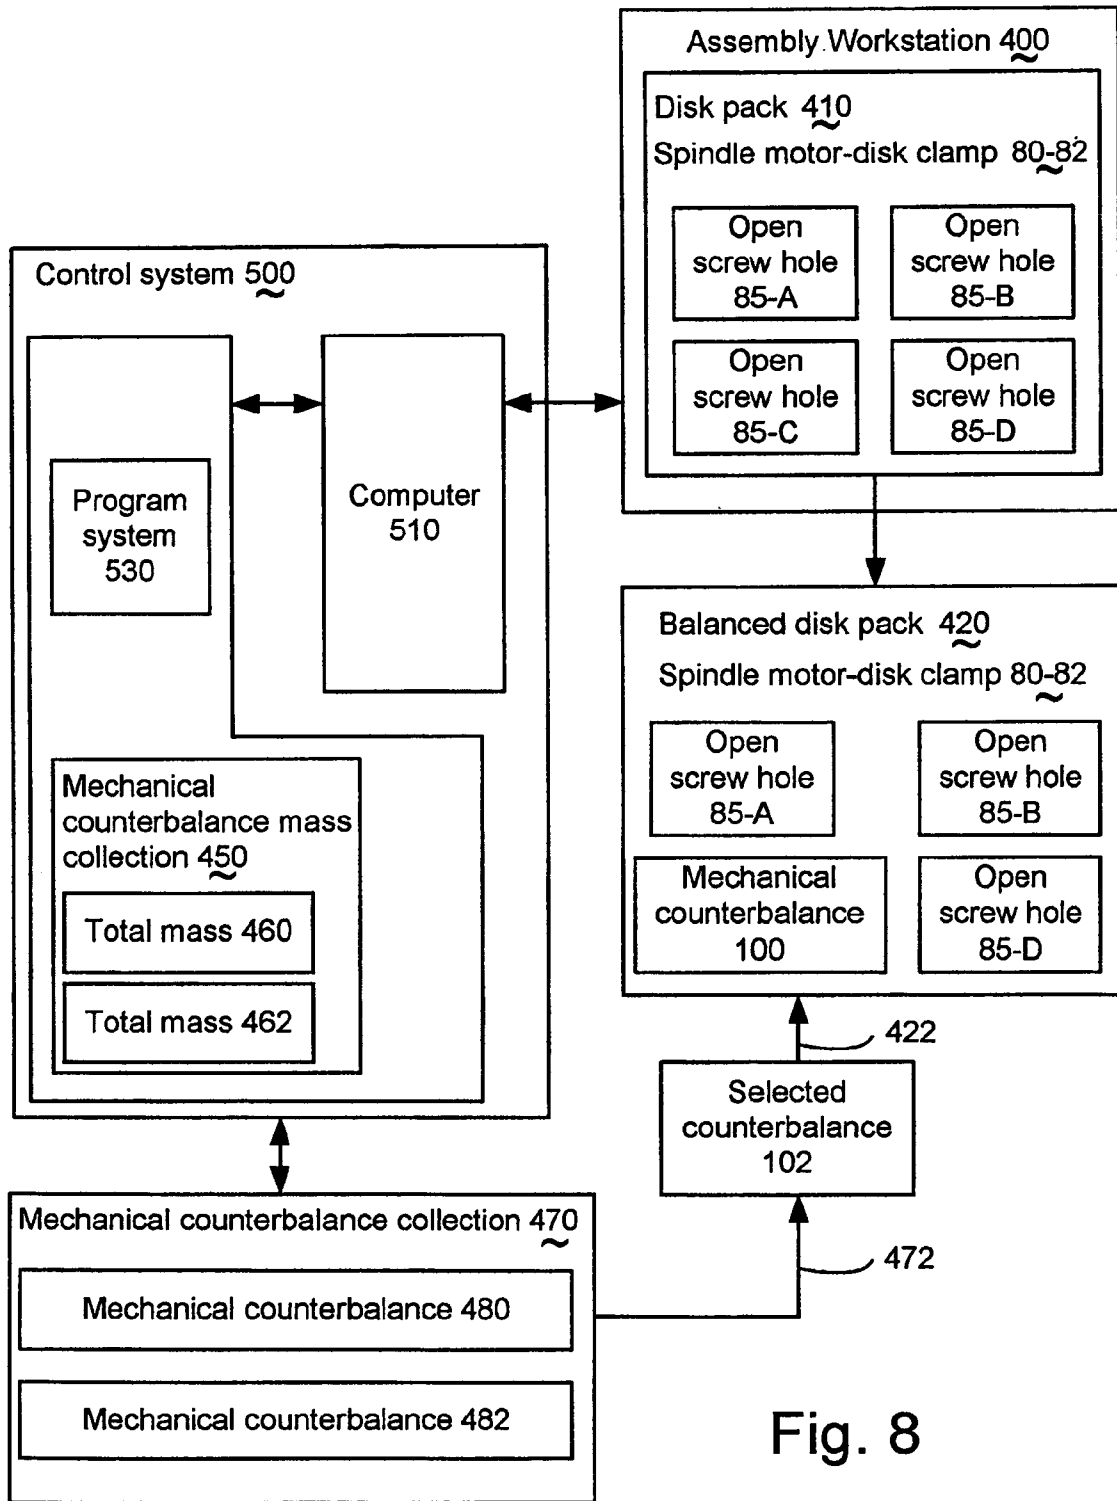 Assembly Workstation 400
Disk pack 410
Spindle motor-disk clamp 80-82
Open
screw hole
85-A
Open
screw hole
85-B
Open
screw hole
85-C
Open
screw hole
85-D
Control system 500
Program
system
530
Computer
510
Mechanical
counterbalance mass
collection 450
Total mass 460
Total mass 462
Balanced disk pack 420
Spindle motor-disk clamp 80-82
Open
screw hole
85-A
Open
screw hole
85-B
Mechanical
counterbalance
100
Open
screw hole
85-D
422
Selected
counterbalance
102
472
Mechanical counterbalance collection 470
Mechanical counterbalance 480
Mechanical counterbalance 482
Fig. 8